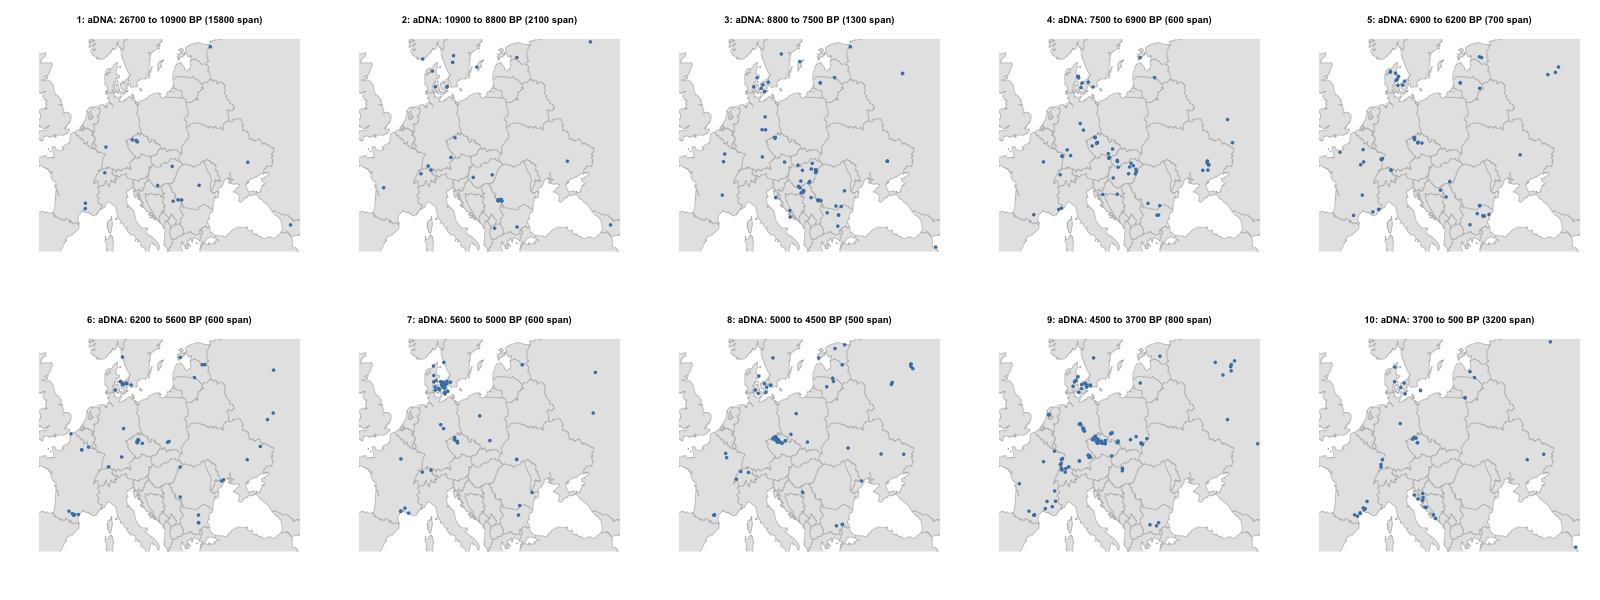 1: aDNA: 26700 to 10900 BP (15800 span)
2: aDNA: 10900 to 8800 BP (2100 span)
3: aDNA: 8800 to 7500 BP (1300 span)
4: aDNA: 7500 to 6900 BP (600 span)
5: aDNA: 6900 to 6200 BP (700 span)
6: aDNA: 6200 to 5600 BP (600 span)
7: aDNA: 5600 to 5000 BP (600 span)
8: aDNA: 5000 to 4500 BP (500 span)
9: aDNA: 4500 to 3700 BP (800 span)
10: aDNA: 3700 to 500 BP (3200 span)